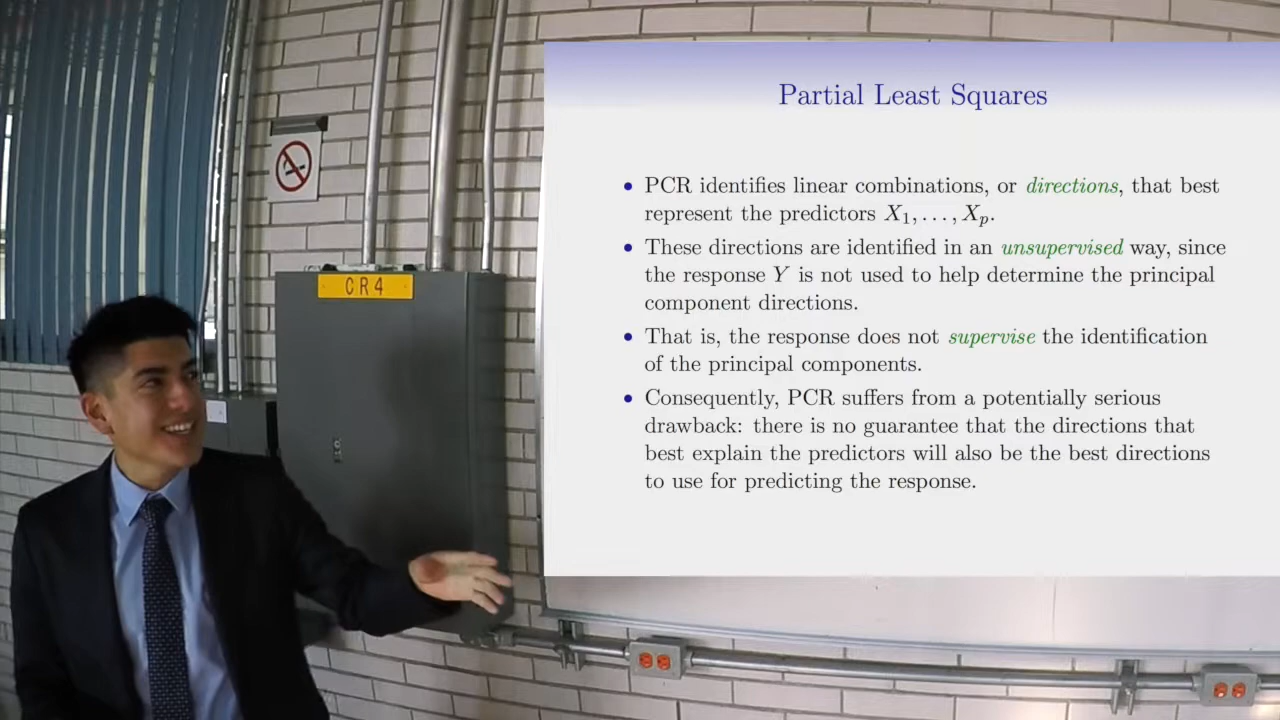 CR4
Partial Least Squares
• PCR identifies linear combinations, or directions, that best
represent the predictors X₁, . . . , Xₚ.
• These directions are identified in an unsupervised way, since
the response Y is not used to help determine the principal
component directions.
• That is, the response does not supervise the identification
of the principal components.
• Consequently, PCR suffers from a potentially serious
drawback: there is no guarantee that the directions that
best explain the predictors will also be the best directions
to use for predicting the response.